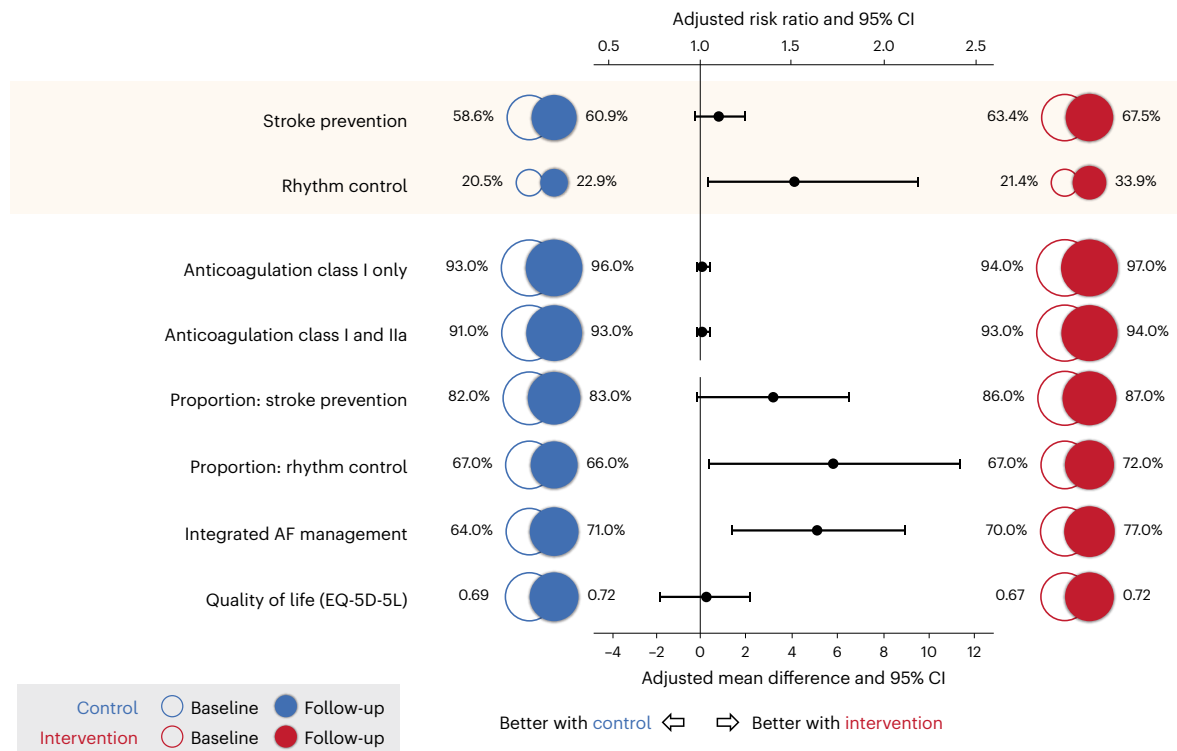 Adjusted risk ratio and 95% CI
0.5 1.0 1.5 2.0 2.5
Stroke prevention 58.6% 60.9% 63.4% 67.5%
Rhythm control 20.5% 22.9% 21.4% 33.9%
Anticoagulation class I only 93.0% 96.0% 94.0% 97.0%
Anticoagulation class I and IIa 91.0% 93.0% 93.0% 94.0%
Proportion: stroke prevention 82.0% 83.0% 86.0% 87.0%
Proportion: rhythm control 67.0% 66.0% 67.0% 72.0%
Integrated AF management 64.0% 71.0% 70.0% 77.0%
Quality of life (EQ-5D-5L) 0.69 0.72 0.67 0.72
−4 −2 0 2 4 6 8 10 12
Adjusted mean difference and 95% CI
Control Baseline Follow-up
Intervention Baseline Follow-up
Better with control Better with intervention